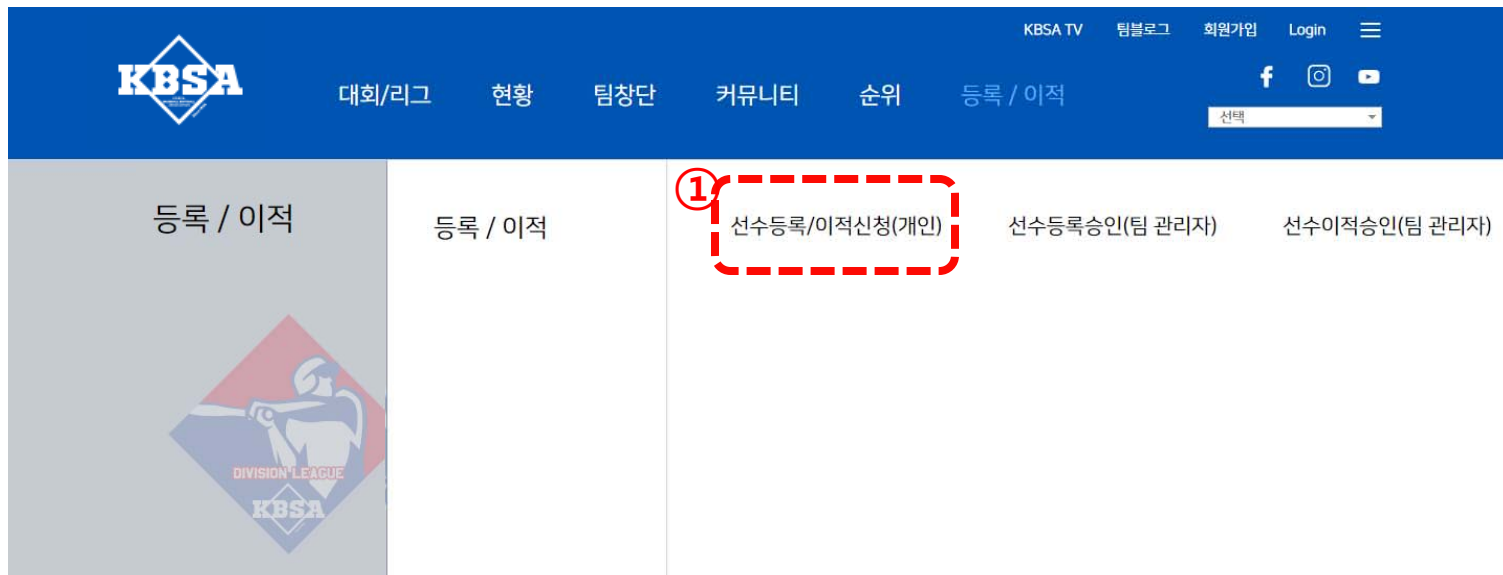 KBSA TV 팀블로그 회원가입 Login
KBSA
대회/리그 현황 팀창단 커뮤니티 순위 등록 / 이적
선택
①
등록 / 이적 등록 / 이적 선수등록/이적신청(개인) 선수등록승인(팀 관리자) 선수이적승인(팀 관리자)
DIVISION LEAGUE
KBSA